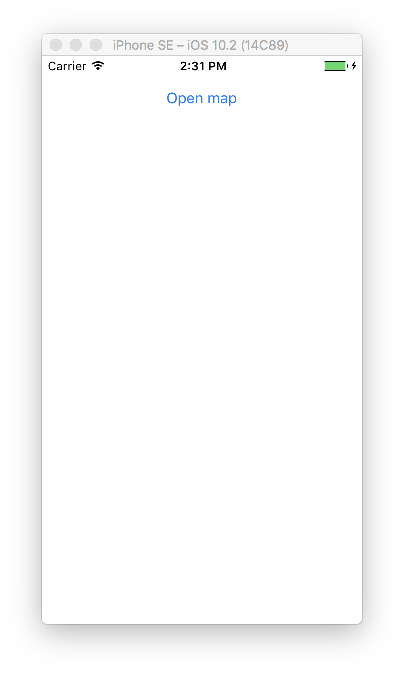 iPhone SE – iOS 10.2 (14C89)
Carrier 2:31 PM
Open map